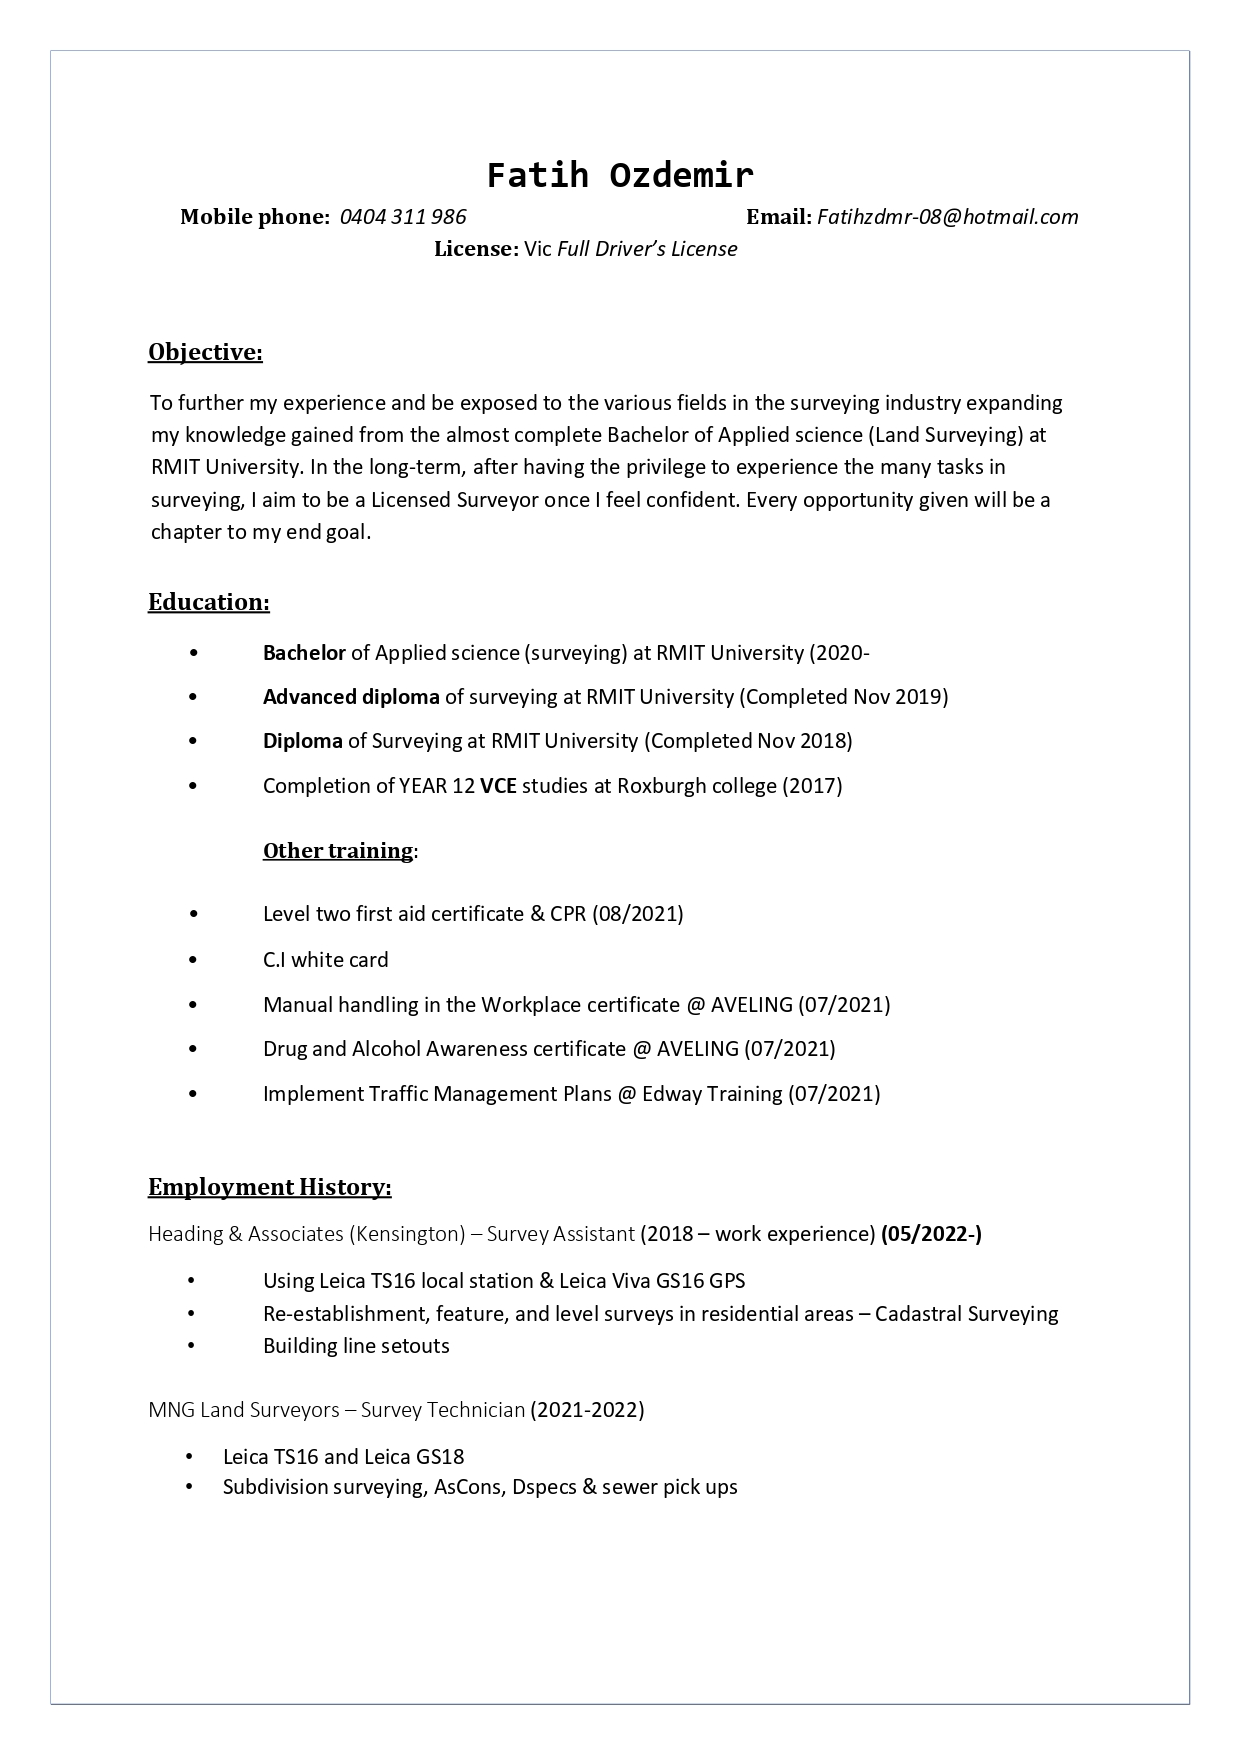 Fatih Ozdemir
Mobile phone: 0404 311 986 Email: Fatihzdmr-08@hotmail.com
License: Vic Full Driver’s License
Objective:
To further my experience and be exposed to the various fields in the surveying industry expanding
my knowledge gained from the almost complete Bachelor of Applied science (Land Surveying) at
RMIT University. In the long-term, after having the privilege to experience the many tasks in
surveying, I aim to be a Licensed Surveyor once I feel confident. Every opportunity given will be a
chapter to my end goal.
Education:
• Bachelor of Applied science (surveying) at RMIT University (2020-
• Advanced diploma of surveying at RMIT University (Completed Nov 2019)
• Diploma of Surveying at RMIT University (Completed Nov 2018)
• Completion of YEAR 12 VCE studies at Roxburgh college (2017)
Other training:
• Level two first aid certificate & CPR (08/2021)
• C.I white card
• Manual handling in the Workplace certificate @ AVELING (07/2021)
• Drug and Alcohol Awareness certificate @ AVELING (07/2021)
• Implement Traffic Management Plans @ Edway Training (07/2021)
Employment History:
Heading & Associates (Kensington) – Survey Assistant (2018 – work experience) (05/2022-)
• Using Leica TS16 local station & Leica Viva GS16 GPS
• Re-establishment, feature, and level surveys in residential areas – Cadastral Surveying
• Building line setouts
MNG Land Surveyors – Survey Technician (2021-2022)
• Leica TS16 and Leica GS18
• Subdivision surveying, AsCons, Dspecs & sewer pick ups